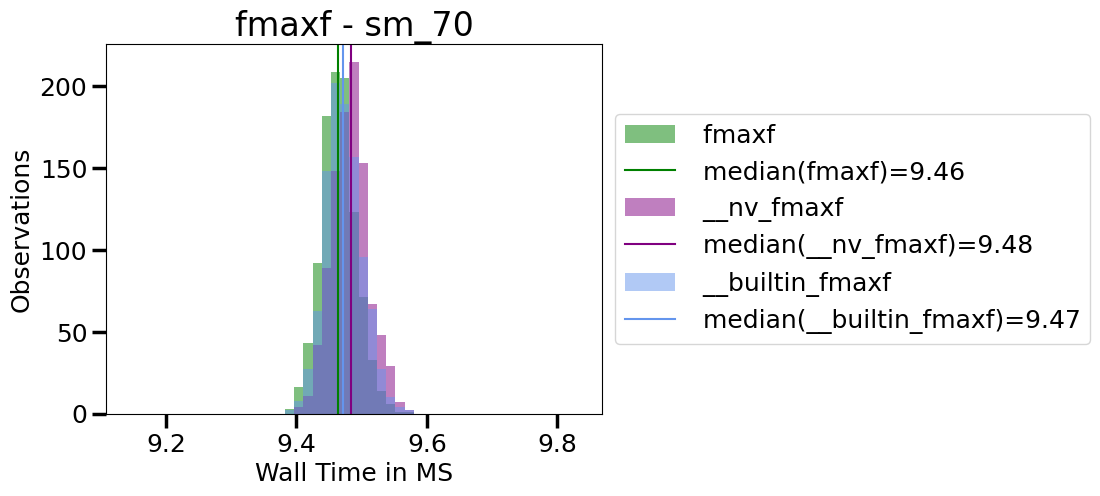 fmaxf - sm_70
Observations
200
150
100
50
0
9.2
9.4
9.6
9.8
Wall Time in MS
fmaxf
median(fmaxf)=9.46
__nv_fmaxf
median(__nv_fmaxf)=9.48
__builtin_fmaxf
median(__builtin_fmaxf)=9.47